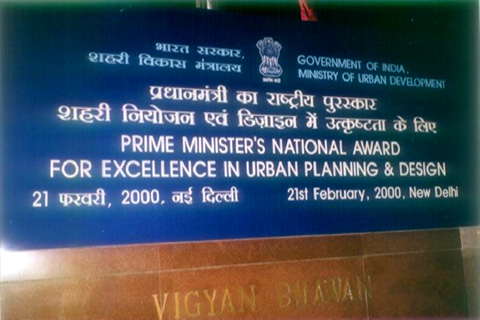 भारत सरकार,
शहरी विकास मंत्रालय
GOVERNMENT OF INDIA,
MINISTRY OF URBAN DEVELOPMENT
प्रधानमंत्री का राष्ट्रीय पुरस्कार
शहरी नियोजन एवं डिज़ाइन में उत्कृष्टता के लिए
PRIME MINISTER'S NATIONAL AWARD
FOR EXCELLENCE IN URBAN PLANNING & DESIGN
21 फरवरी, 2000, नई दिल्ली 21st February, 2000, New Delhi
VIGYAN BHAWAN